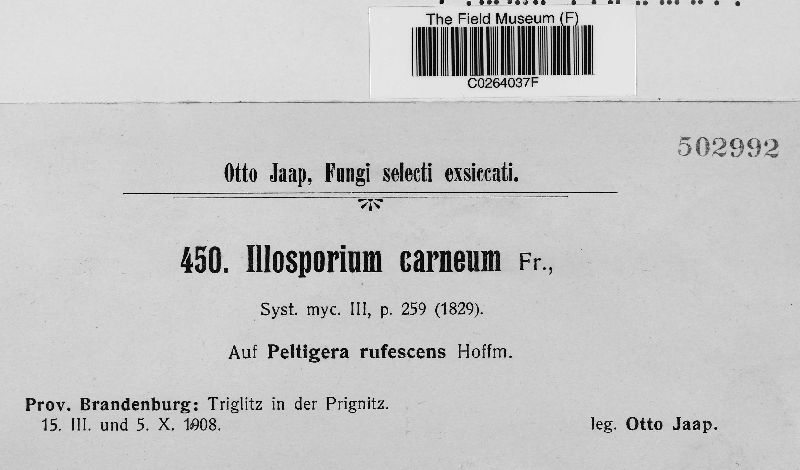 The Field Museum (F)
C0264037F
502992
Otto Jaap, Fungi selecti exsiccati.
450. Illosporium carneum Fr.,
Syst. myc. III, p. 259 (1829).
Auf Peltigera rufescens Hoffm.
Prov. Brandenburg: Triglitz in der Prignitz.
15. III. und 5. X. 1908.
leg. Otto Jaap.